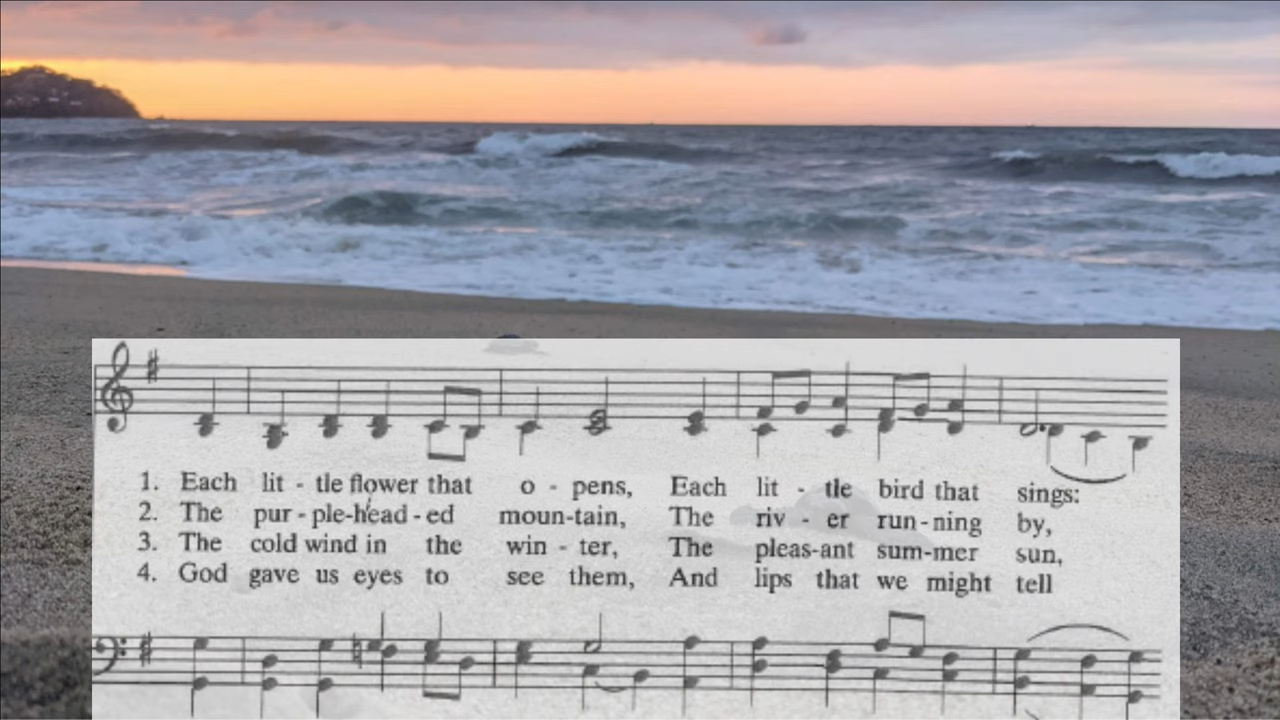 1. Each lit - tle flower that o - pens, Each lit - tle bird that sings:
2. The pur - ple-head - ed moun-tain, The riv - er run - ning by,
3. The cold wind in the win - ter, The pleas-ant sum-mer sun,
4. God gave us eyes to see them, And lips that we might tell